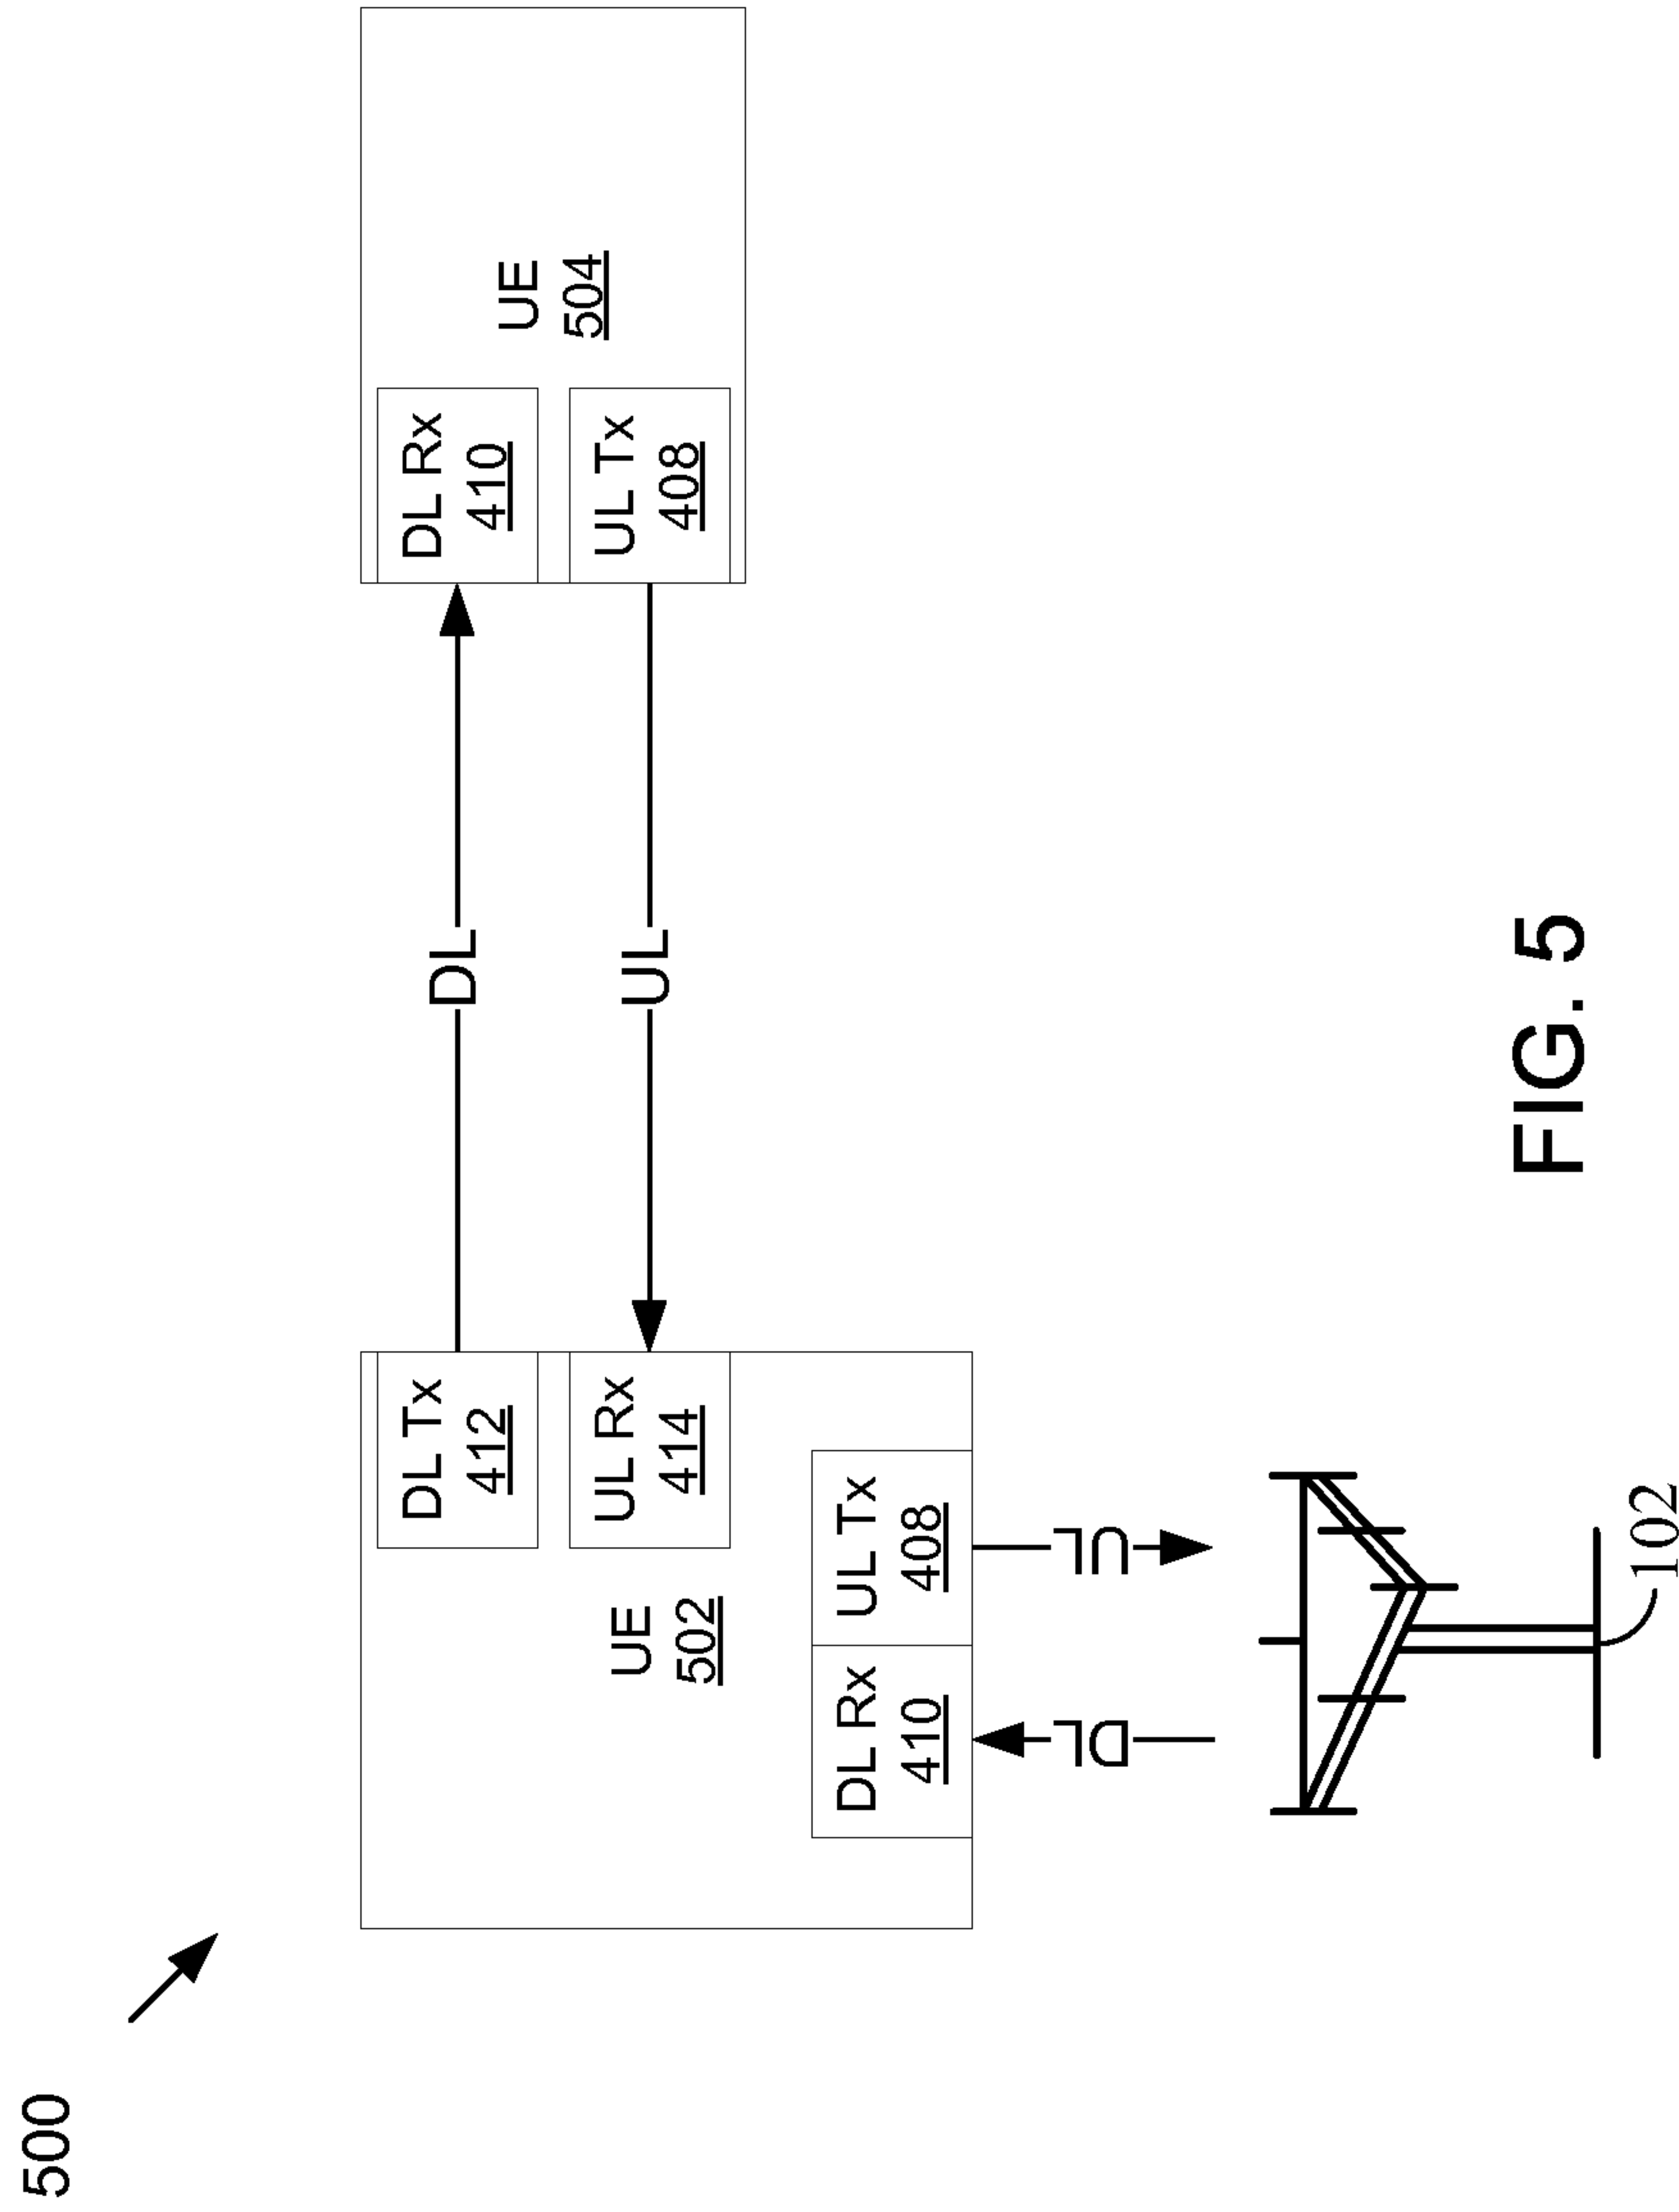 500
UE
502
DL Tx
412
UL Rx
414
DL Rx
410
UL Tx
408
DL
UL
DL Rx
410
UL Tx
408
UE
504
DL
UL
102
FIG. 5